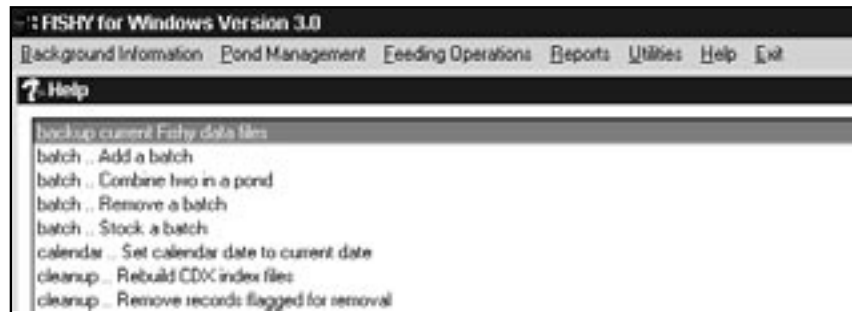 FISHY for Windows Version 3.0
Background Information Pond Management Feeding Operations Reports Utilities Help Exit
Help
backup current Fishy data files
batch .. Add a batch
batch .. Combine two in a pond
batch .. Remove a batch
batch .. Stock a batch
calendar .. Set calendar date to current date
cleanup .. Rebuild CDX index files
cleanup .. Remove records flagged for removal